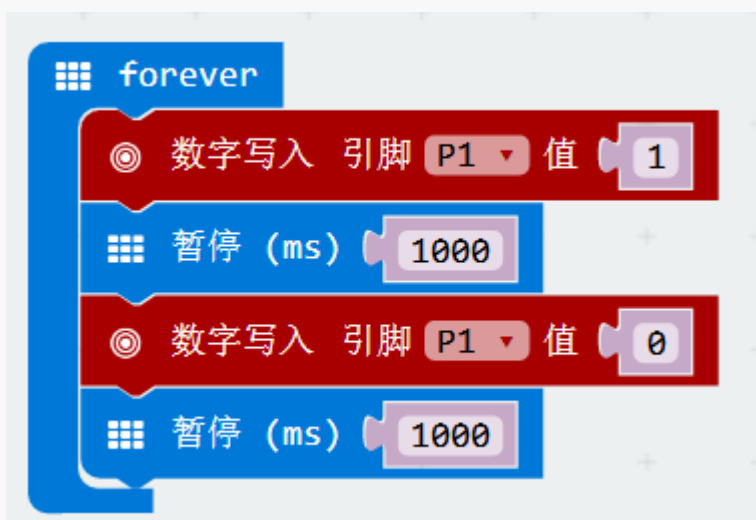 forever
数字写入 引脚 P1 值 1
暂停 (ms) 1000
数字写入 引脚 P1 值 0
暂停 (ms) 1000